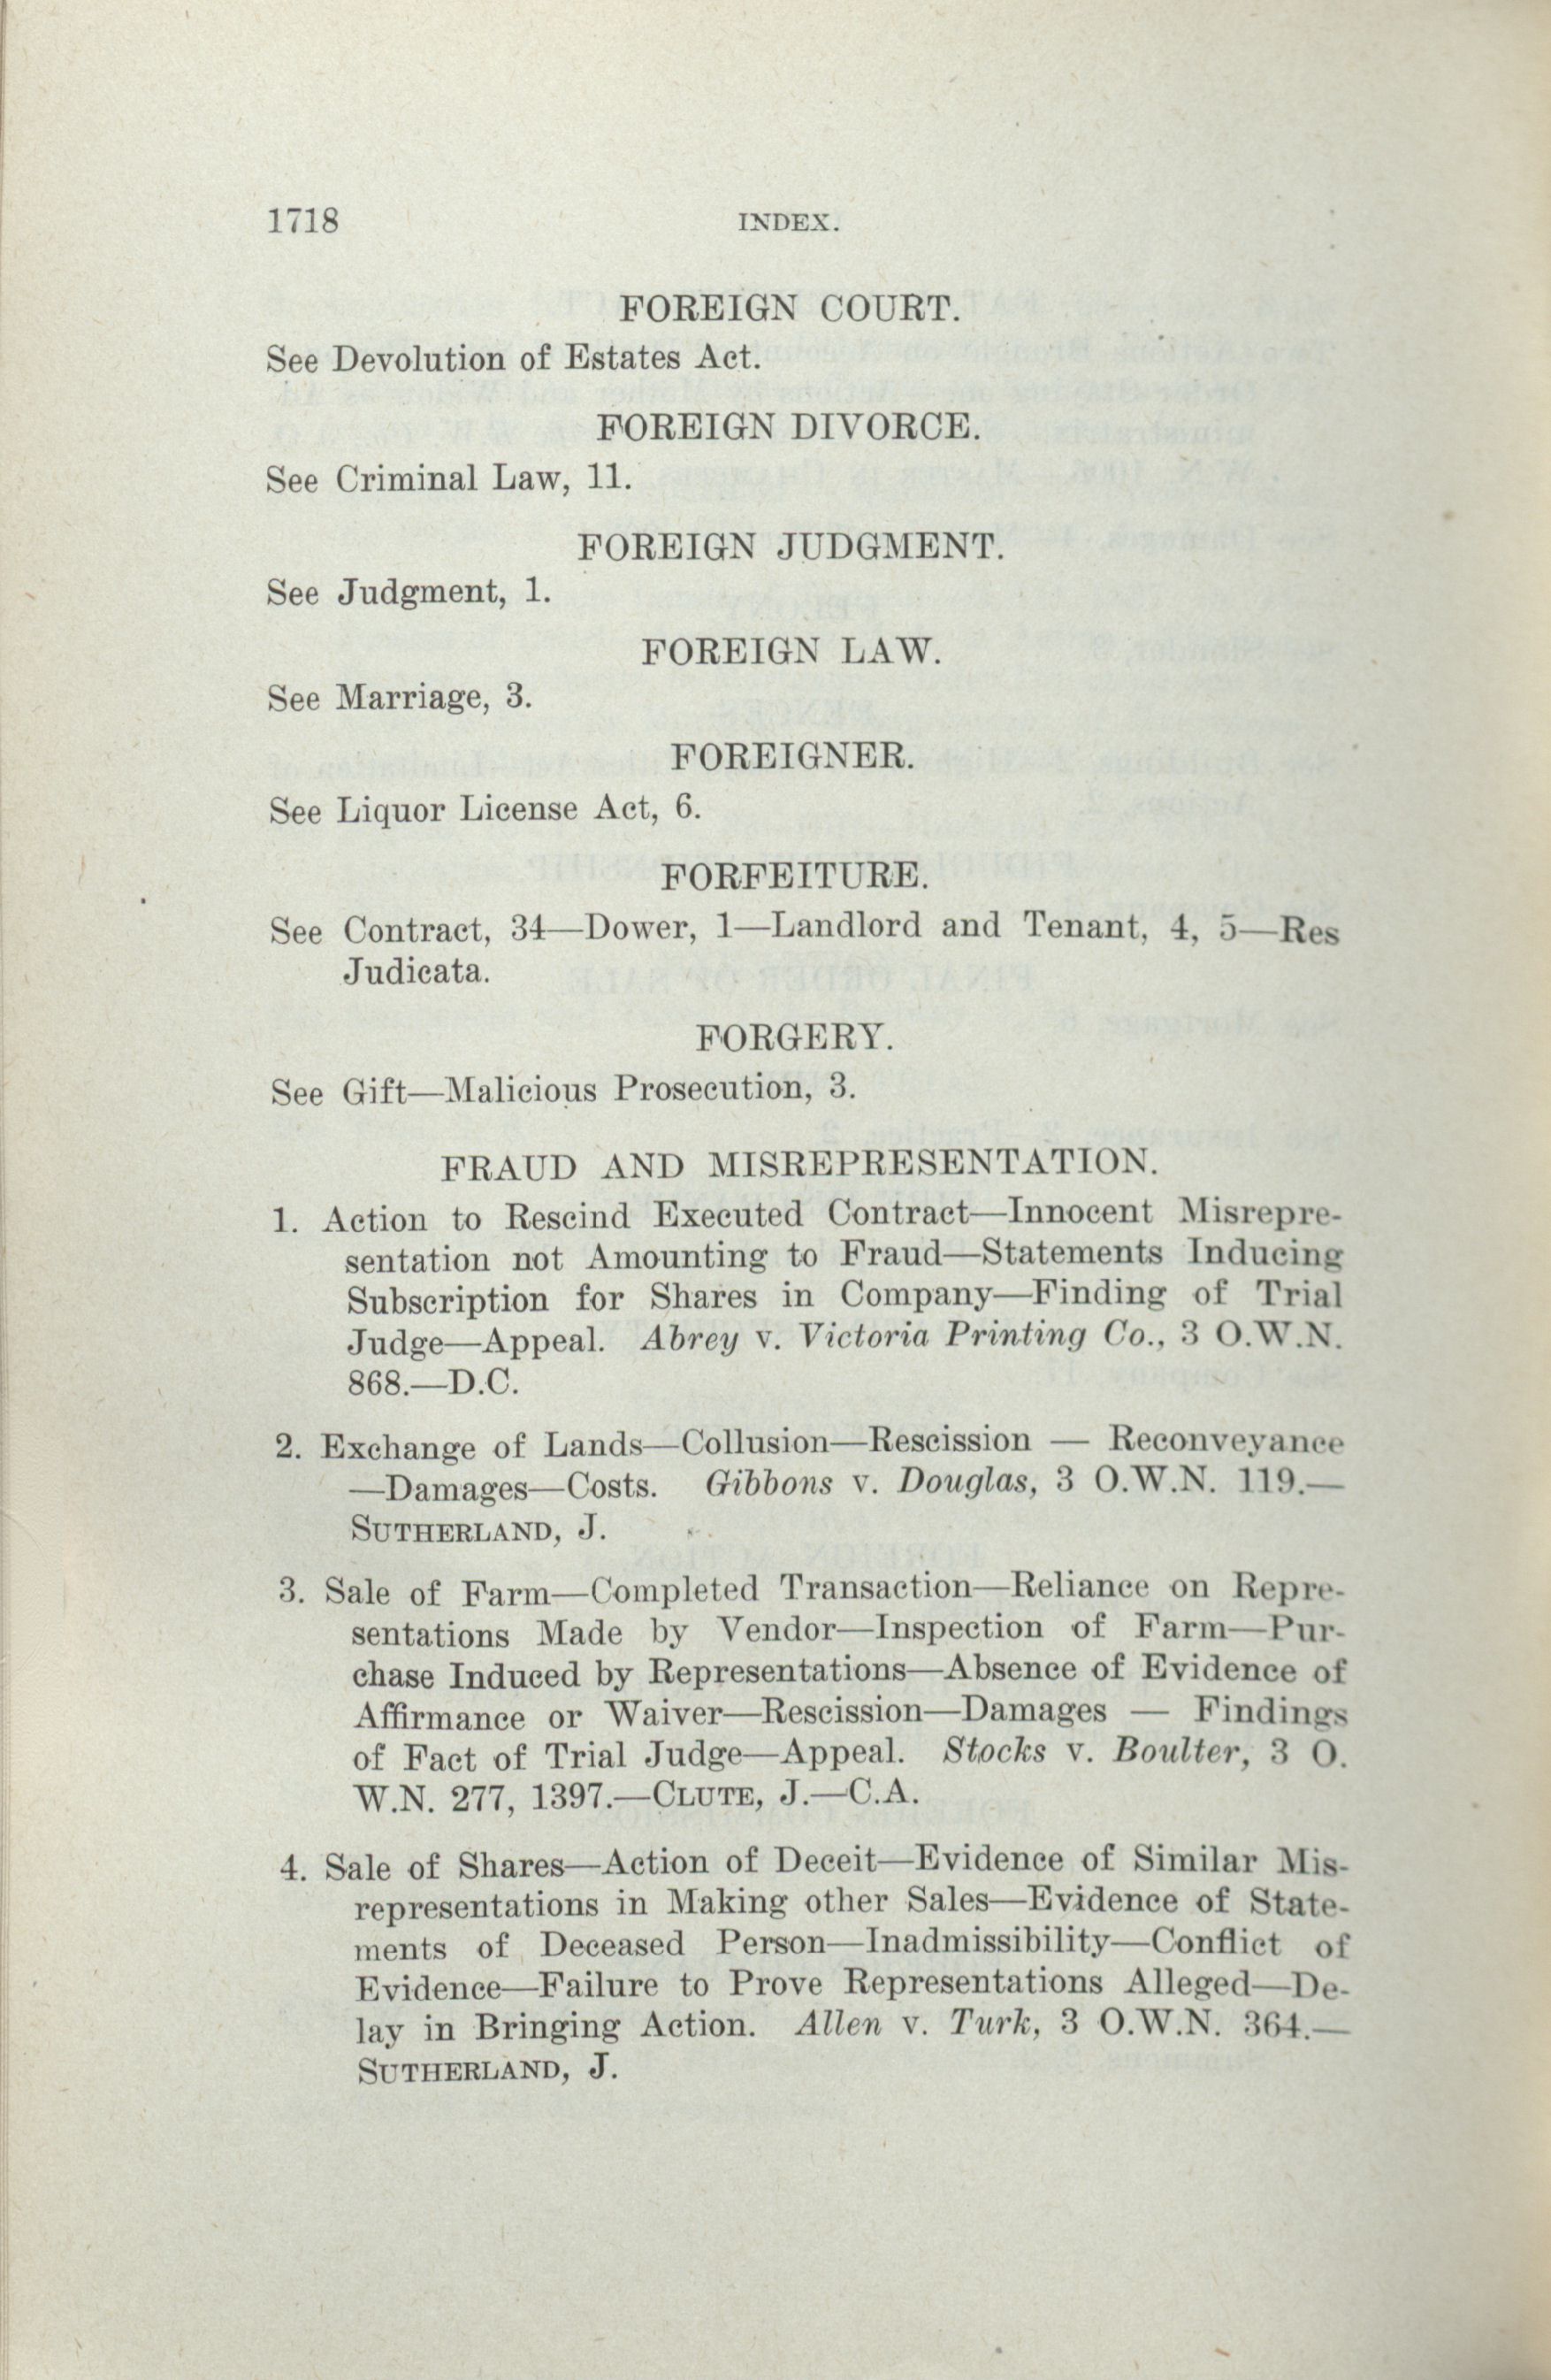 1718 INDEX.
FOREIGN COURT.
See Devolution of Estates Act.
FOREIGN DIVORCE.
See Criminal Law, 11.
FOREIGN JUDGMENT.
See Judgment, 1.
FOREIGN LAW.
See Marriage, 3.
FOREIGNER.
See Liquor License Act, 6.
FORFEITURE.
See Contract, 34—Dower, 1—Landlord and Tenant, 4, 5—Res
Judicata.
FORGERY.
See Gift—Malicious Prosecution, 3.
FRAUD AND MISREPRESENTATION.
1. Action to Rescind Executed Contract—Innocent Misrepre-
sentation not Amounting to Fraud—Statements Inducing
Subscription for Shares in Company—Finding of Trial
Judge—Appeal. Abrey v. Victoria Printing Co., 3 O.W.N.
868.—D.C.
2. Exchange of Lands—Collusion—Rescission — Reconveyance
—Damages—Costs. Gibbons v. Douglas, 3 O.W.N. 119.—
SUTHERLAND, J.
3. Sale of Farm—Completed Transaction—Reliance on Repre-
sentations Made by Vendor—Inspection of Farm—Pur-
chase Induced by Representations—Absence of Evidence of
Affirmance or Waiver—Rescission—Damages — Findings
of Fact of Trial Judge—Appeal. Stocks v. Boulter, 3 O.
W.N. 277, 1397.—CLUTE, J.—C.A.
4. Sale of Shares—Action of Deceit—Evidence of Similar Mis-
representations in Making other Sales—Evidence of State-
ments of Deceased Person—Inadmissibility—Conflict of
Evidence—Failure to Prove Representations Alleged—De-
lay in Bringing Action. Allen v. Turk, 3 O.W.N. 364.—
SUTHERLAND, J.